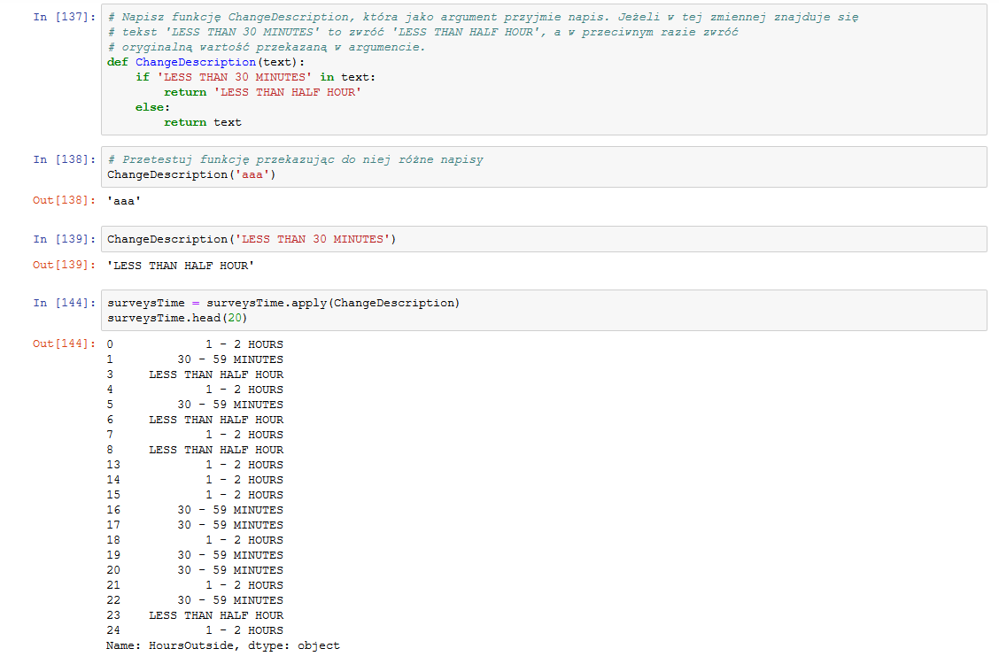 In [137]: # Napisz funkcję ChangeDescription, która jako argument przyjmie napis. Jeżeli w tej zmiennej znajduje się
# tekst 'LESS THAN 30 MINUTES' to zwróć 'LESS THAN HALF HOUR', a w przeciwnym razie zwróć
# oryginalną wartość przekazaną w argumencie.
def ChangeDescription(text):
    if 'LESS THAN 30 MINUTES' in text:
        return 'LESS THAN HALF HOUR'
    else:
        return text
In [138]: # Przetestuj funkcję przekazując do niej różne napisy
ChangeDescription('aaa')
Out[138]: 'aaa'
In [139]: ChangeDescription('LESS THAN 30 MINUTES')
Out[139]: 'LESS THAN HALF HOUR'
In [144]: surveysTime = surveysTime.apply(ChangeDescription)
surveysTime.head(20)
Out[144]: 0 1 - 2 HOURS
1 30 - 59 MINUTES
3 LESS THAN HALF HOUR
4 1 - 2 HOURS
5 30 - 59 MINUTES
6 LESS THAN HALF HOUR
7 1 - 2 HOURS
8 LESS THAN HALF HOUR
13 1 - 2 HOURS
14 1 - 2 HOURS
15 1 - 2 HOURS
16 30 - 59 MINUTES
17 30 - 59 MINUTES
18 1 - 2 HOURS
19 30 - 59 MINUTES
20 30 - 59 MINUTES
21 1 - 2 HOURS
22 30 - 59 MINUTES
23 LESS THAN HALF HOUR
24 1 - 2 HOURS
Name: HoursOutside, dtype: object